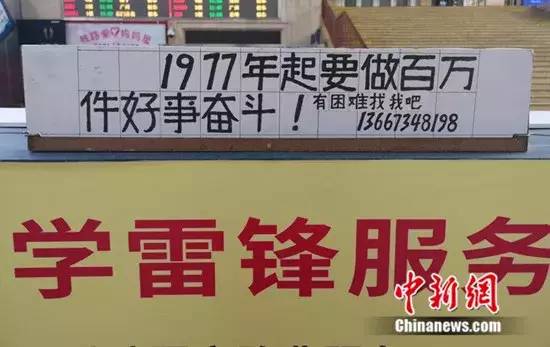 1977年起要做百万
件好事奋斗！
有困难找我吧
13667348198
学雷锋服务
中新网
Chinanews.com